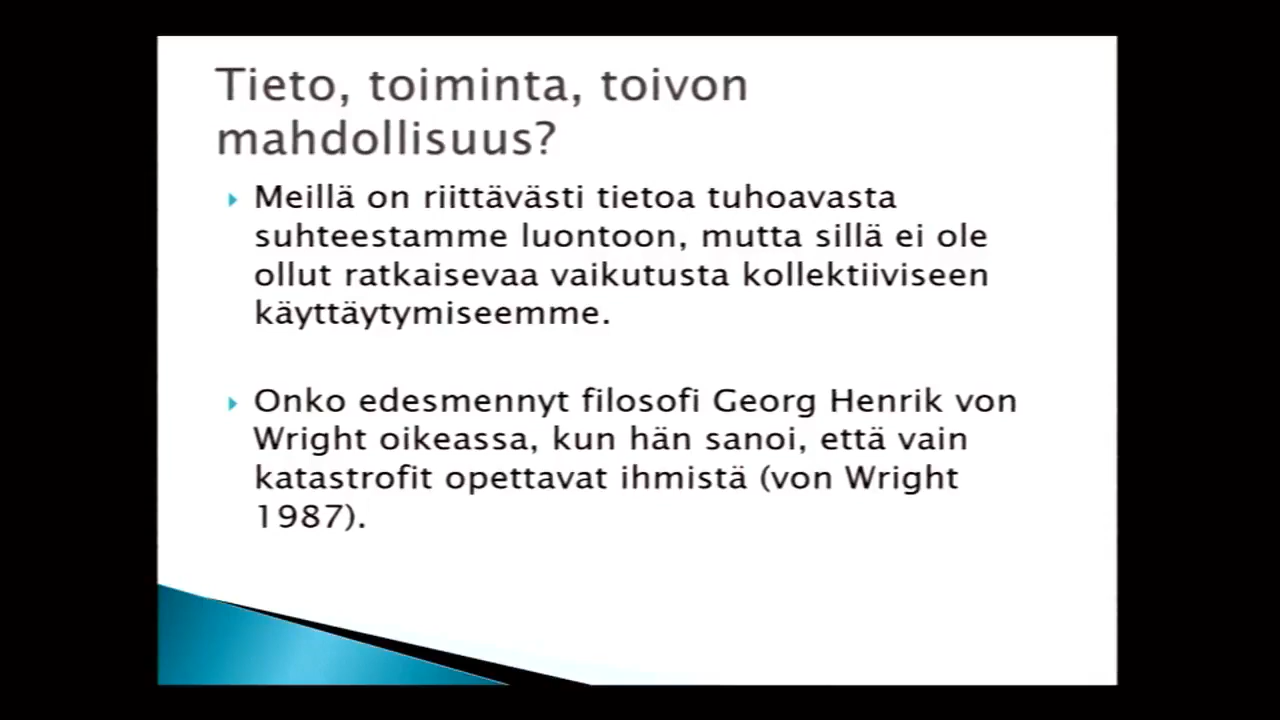 Tieto, toiminta, toivon
mahdollisuus?
Meillä on riittävästi tietoa tuhoavasta
suhteestamme luontoon, mutta sillä ei ole
ollut ratkaisevaa vaikutusta kollektiiviseen
käyttäytymiseemme.
Onko edesmennyt filosofi Georg Henrik von
Wright oikeassa, kun hän sanoi, että vain
katastrofit opettavat ihmistä (von Wright
1987).